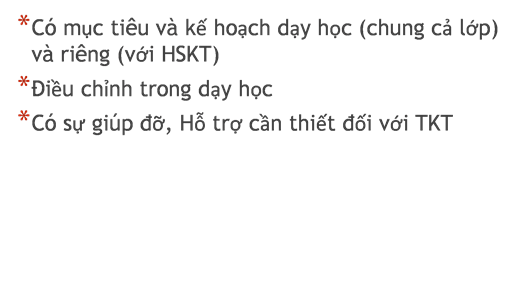 *Có mục tiêu và kế hoạch dạy học (chung cả lớp)
và riêng (với HSKT)
*Điều chỉnh trong dạy học
*Có sự giúp đỡ, Hỗ trợ cần thiết đối với TKT